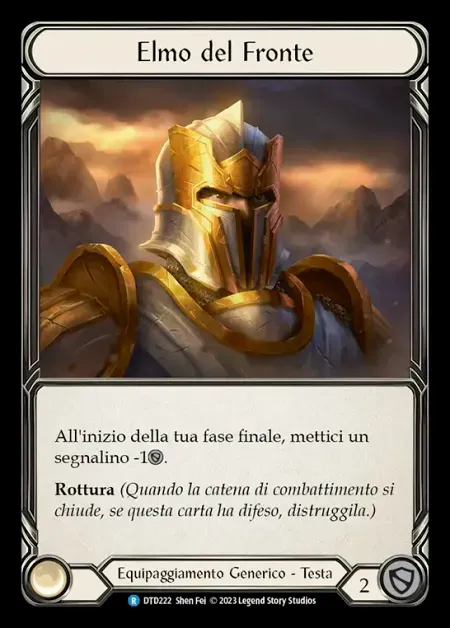 Elmo del Fronte
All'inizio della tua fase finale, mettici un
segnalino -1.
Rottura (Quando la catena di combattimento si
chiude, se questa carta ha difeso, distruggila.)
Equipaggiamento Generico - Testa
2
R DTD222 Shen Fei © 2023 Legend Story Studios